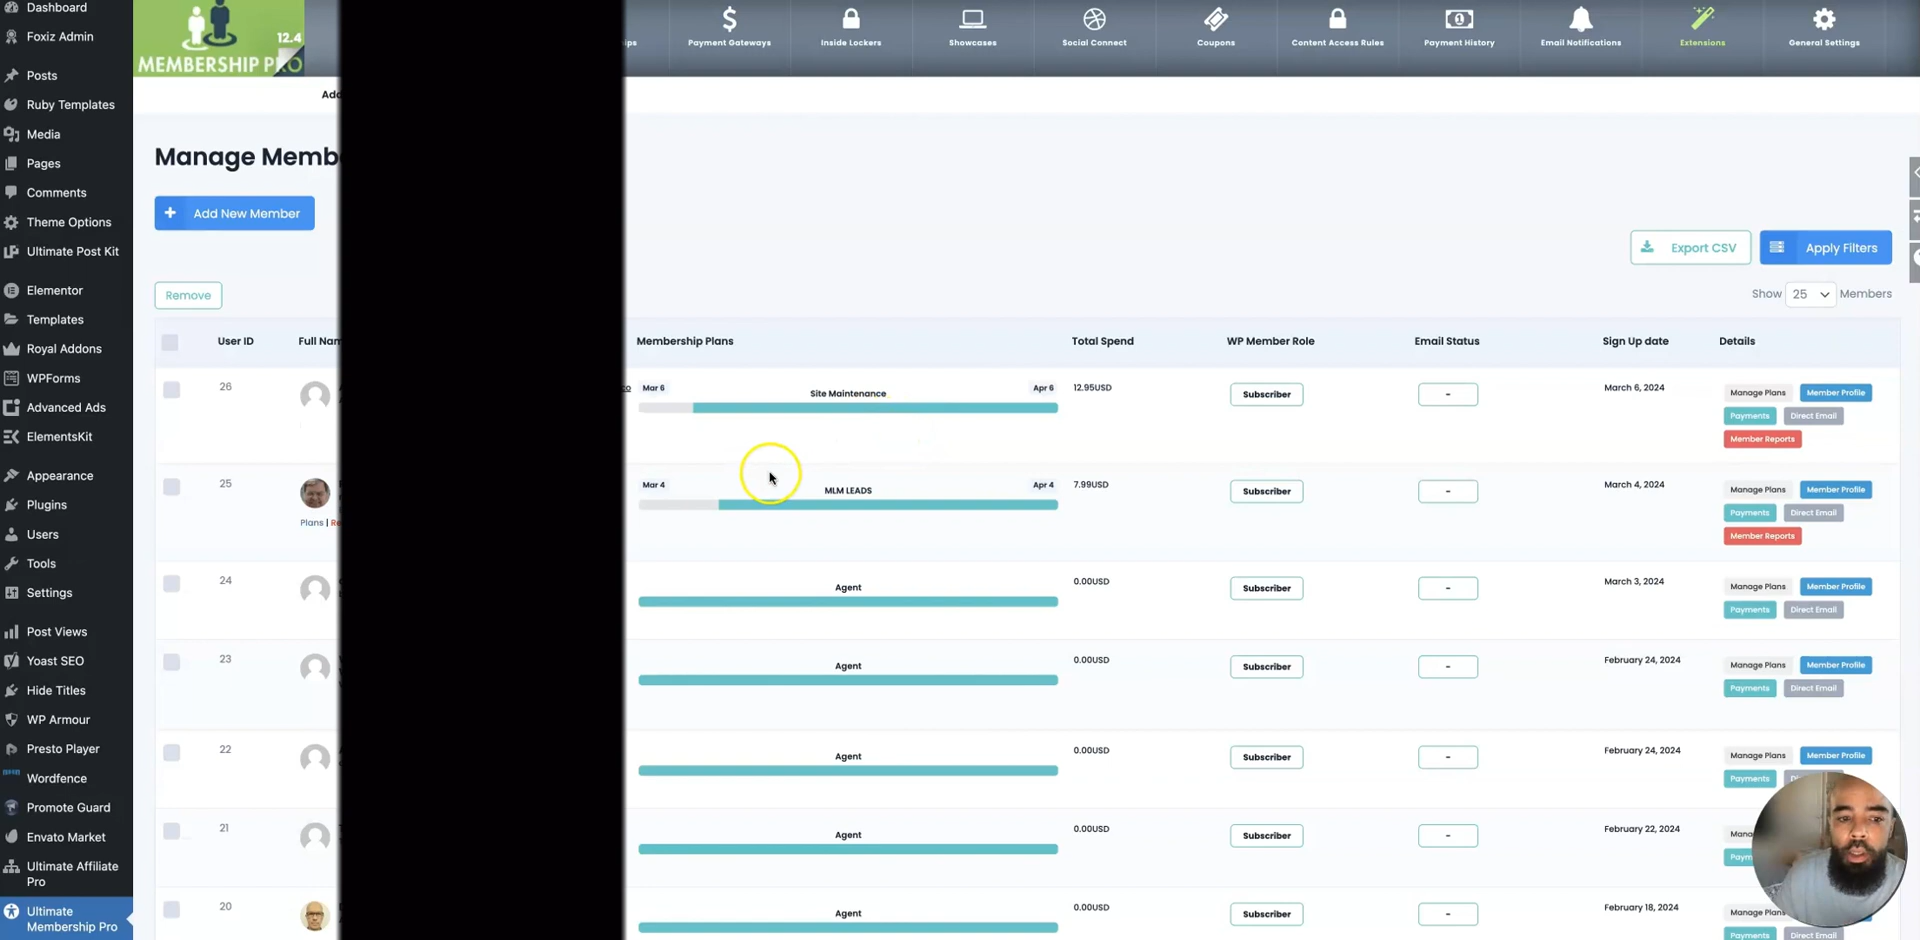 Dashboard
Foxiz Admin
Posts
Ruby Templates
Media
Pages
Comments
Theme Options
Ultimate Post Kit
Elementor
Templates
Royal Addons
WPForms
Advanced Ads
ElementsKit
Appearance
Plugins
Users
Tools
Settings
Post Views
Yoast SEO
Hide Titles
WP Armour
Presto Player
Wordfence
Promote Guard
Envato Market
Ultimate Affiliate
Pro
Ultimate
Membership Pro
12.4
MEMBERSHIP PRO
Payment Gateways
Inside Lockers
Showcases
Social Connect
Coupons
Content Access Rules
Payment History
Email Notifications
Extensions
General Settings
Add
Manage Memb
+ Add New Member
Export CSV
Apply Filters
Remove
Show 25 Members
User ID Full Nam Membership Plans Total Spend WP Member Role Email Status Sign Up date Details
26 co Mar 6 Site Maintenance Apr 6 12.95USD Subscriber - March 6, 2024 Manage Plans Member Profile
Payments Direct Email
Member Reports
25 Mar 4 MLM LEADS Apr 4 7.99USD Subscriber - March 4, 2024 Manage Plans Member Profile
Plans | Re Payments Direct Email
Member Reports
24 Agent 0.00USD Subscriber - March 3, 2024 Manage Plans Member Profile
Payments Direct Email
23 Agent 0.00USD Subscriber - February 24, 2024 Manage Plans Member Profile
Payments Direct Email
22 Agent 0.00USD Subscriber - February 24, 2024 Manage Plans Member Profile
Payments
21 Agent 0.00USD Subscriber - February 22, 2024 Mana
Paym
20 Agent 0.00USD Subscriber - February 18, 2024 Manage Plans
Payments